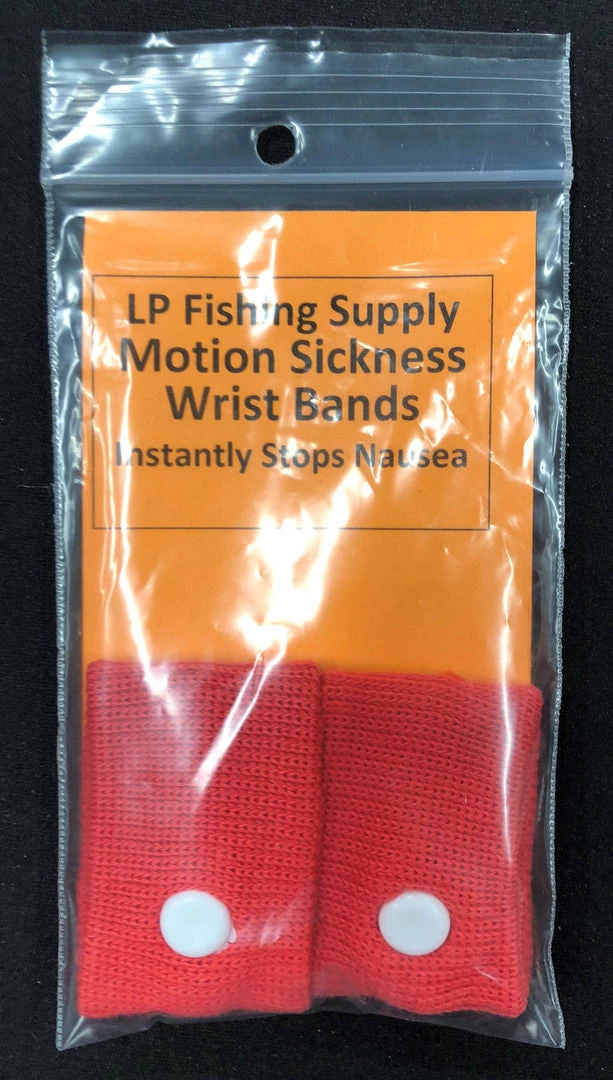 LP Fishing Supply
Motion Sickness
Wrist Bands
Instantly Stops Nausea